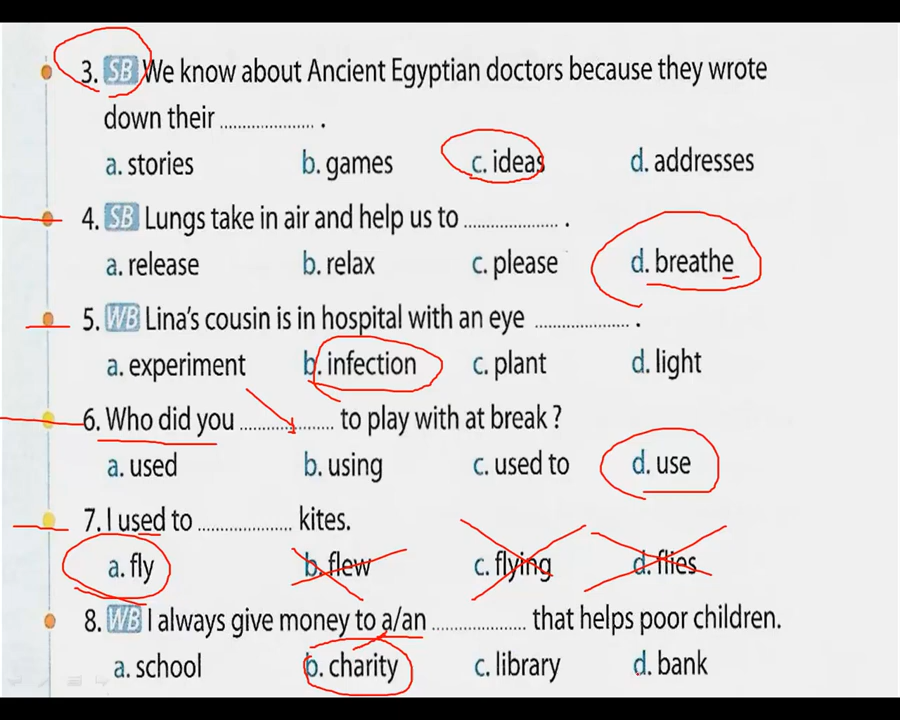 3. SB We know about Ancient Egyptian doctors because they wrote
down their .................... .
a. stories b. games c. ideas d. addresses
4. SB Lungs take in air and help us to .................... .
a. release b. relax c. please d. breathe
5. WB Lina's cousin is in hospital with an eye .................... .
a. experiment b. infection c. plant d. light
6. Who did you .................... to play with at break ?
a. used b. using c. used to d. use
7. I used to .................... kites.
a. fly b. flew c. flying d. flies
8. WB I always give money to a/an .................... that helps poor children.
a. school b. charity c. library d. bank